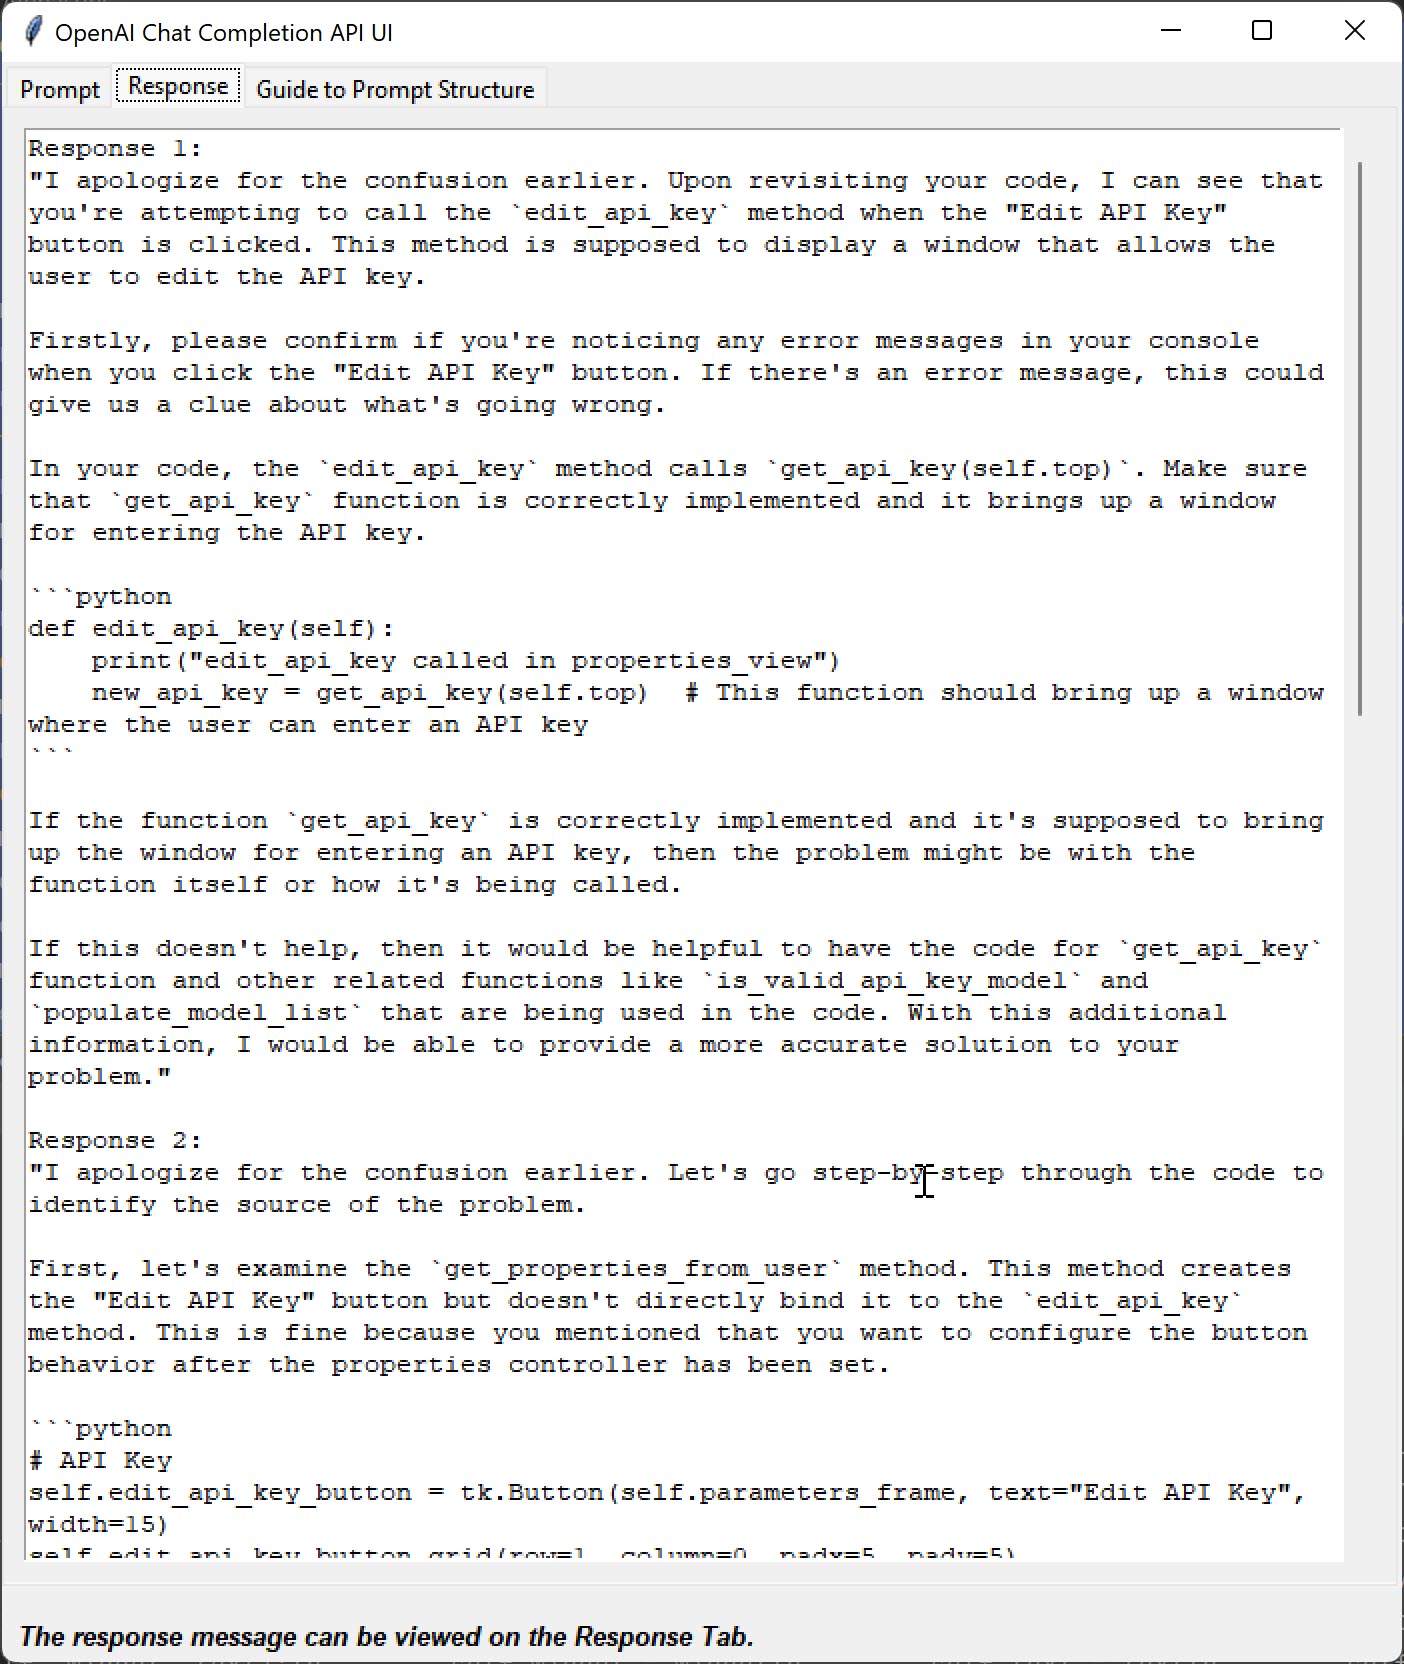 OpenAI Chat Completion API UI
Prompt
Response
Guide to Prompt Structure
Response 1:
"I apologize for the confusion earlier. Upon revisiting your code, I can see that
you're attempting to call the `edit_api_key` method when the "Edit API Key"
button is clicked. This method is supposed to display a window that allows the
user to edit the API key.
Firstly, please confirm if you're noticing any error messages in your console
when you click the "Edit API Key" button. If there's an error message, this could
give us a clue about what's going wrong.
In your code, the `edit_api_key` method calls `get_api_key(self.top)`. Make sure
that `get_api_key` function is correctly implemented and it brings up a window
for entering the API key.
```python
def edit_api_key(self):
    print("edit_api_key called in properties_view")
    new_api_key = get_api_key(self.top)  # This function should bring up a window
where the user can enter an API key
```
If the function `get_api_key` is correctly implemented and it's supposed to bring
up the window for entering an API key, then the problem might be with the
function itself or how it's being called.
If this doesn't help, then it would be helpful to have the code for `get_api_key`
function and other related functions like `is_valid_api_key_model` and
`populate_model_list` that are being used in the code. With this additional
information, I would be able to provide a more accurate solution to your
problem."
Response 2:
"I apologize for the confusion earlier. Let's go step-by-step through the code to
identify the source of the problem.
First, let's examine the `get_properties_from_user` method. This method creates
the "Edit API Key" button but doesn't directly bind it to the `edit_api_key`
method. This is fine because you mentioned that you want to configure the button
behavior after the properties controller has been set.
```python
# API Key
self.edit_api_key_button = tk.Button(self.parameters_frame, text="Edit API Key",
width=15)
self.edit_api_key_button.grid(row=1, column=0, padx=5, pady=5)
The response message can be viewed on the Response Tab.